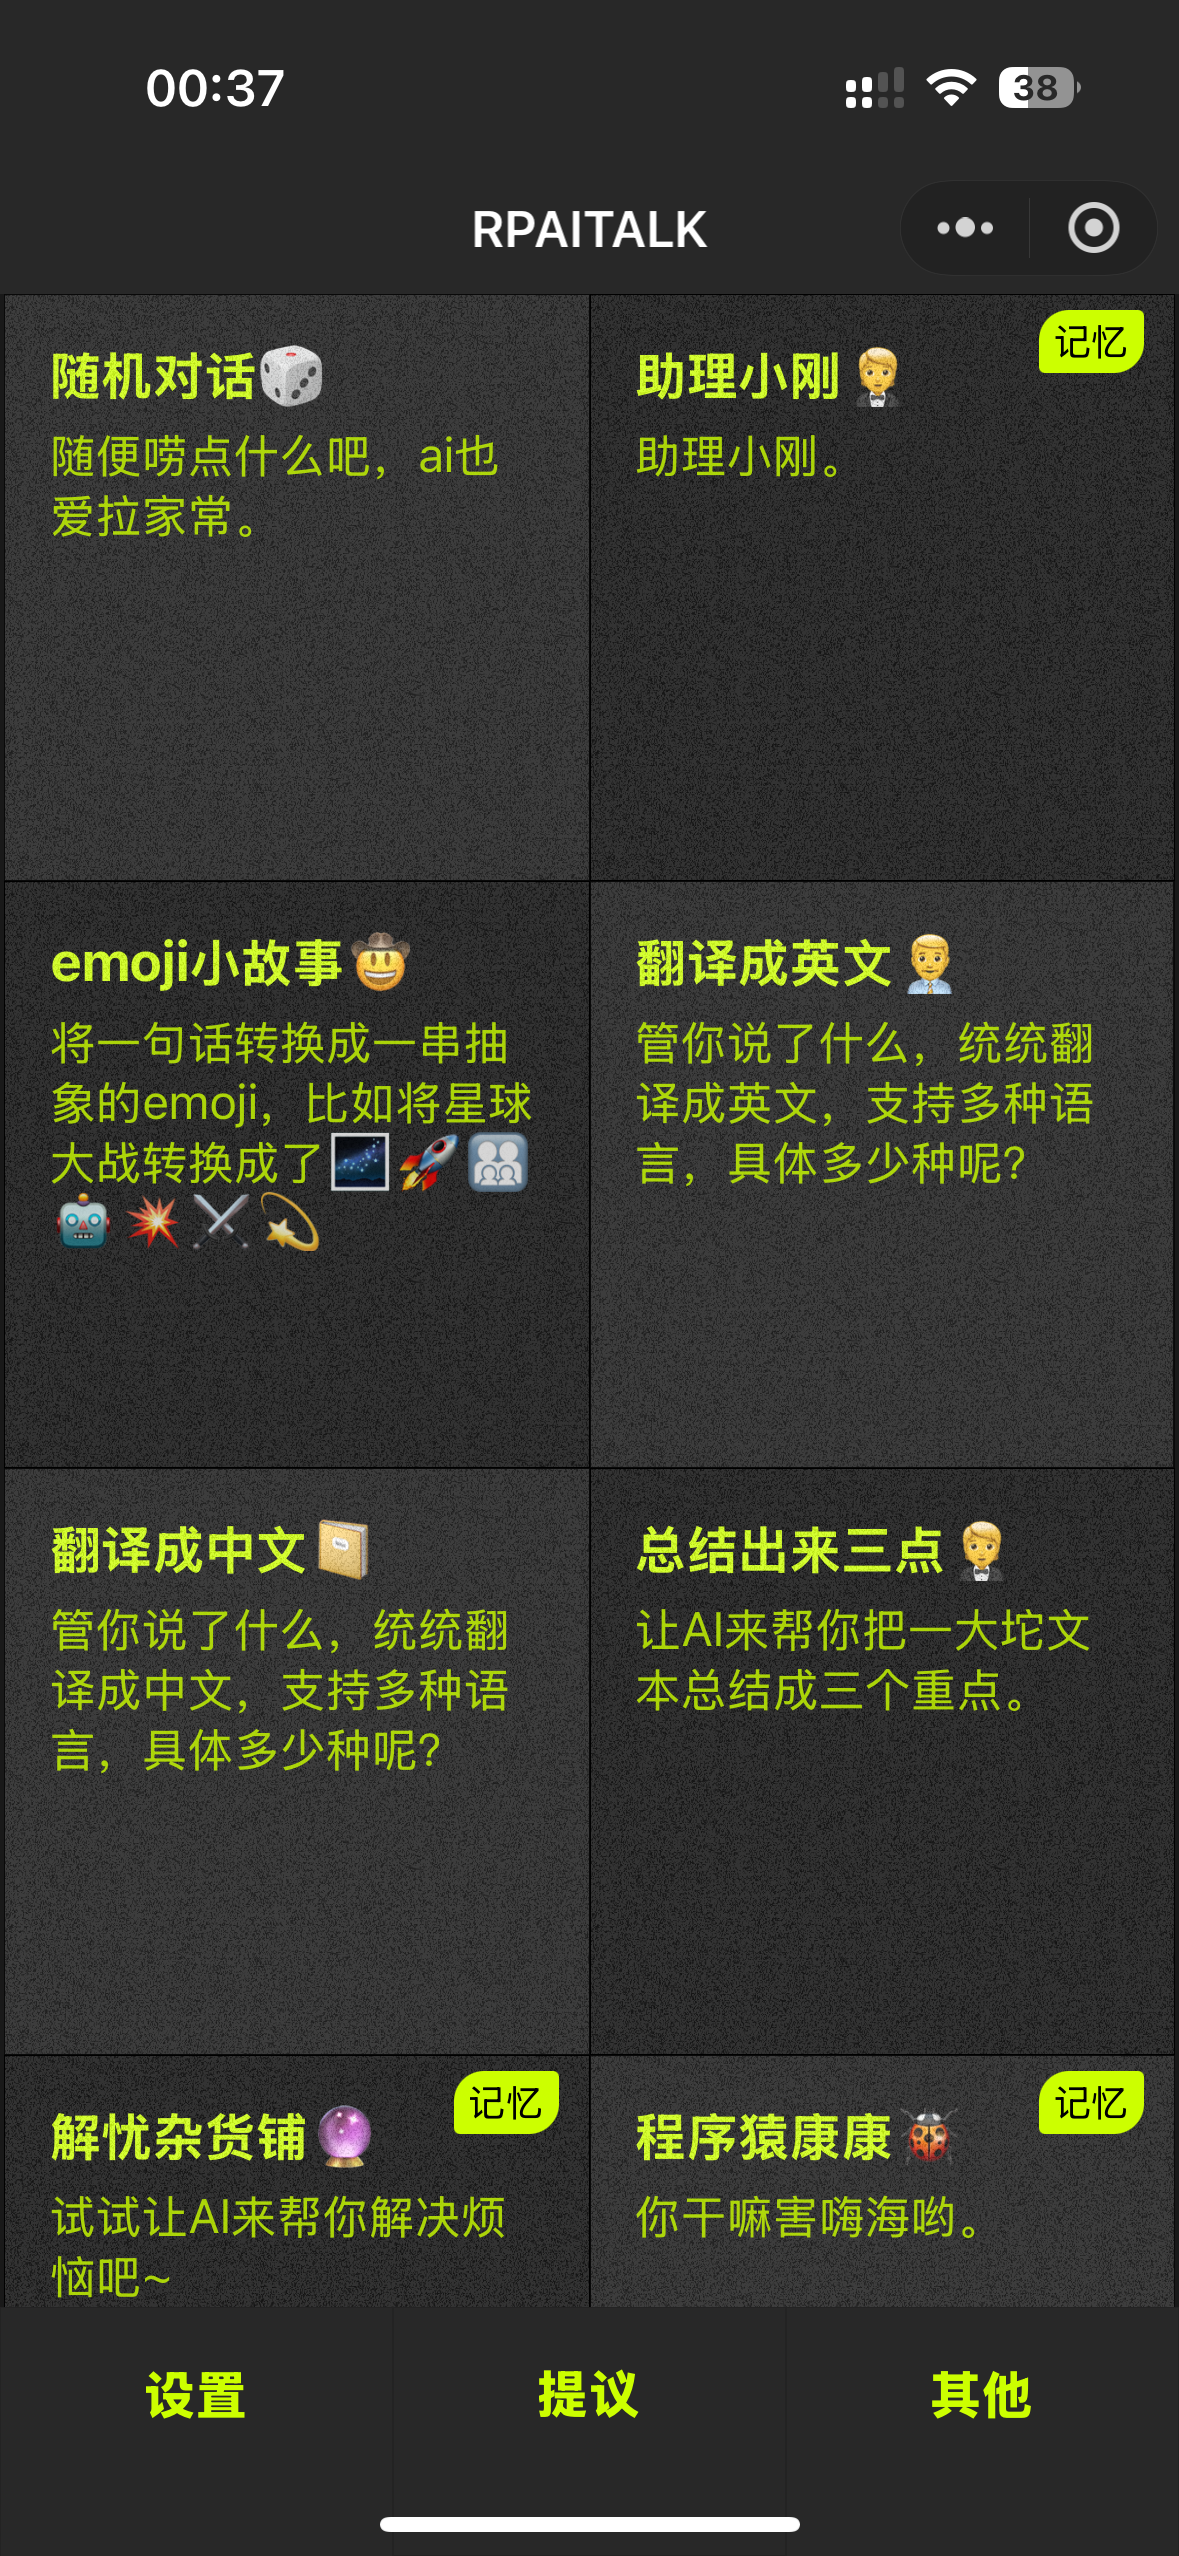 00:37
38
RPAITALK
随机对话🎲
随便唠点什么吧，ai也
爱拉家常。
记忆
助理小刚🤵
助理小刚。
emoji小故事🤠
将一句话转换成一串抽
象的emoji，比如将星球
大战转换成了🌌🚀👪
🤖💥⚔️💫
翻译成英文👨‍💼
管你说了什么，统统翻
译成英文，支持多种语
言，具体多少种呢?
翻译成中文📔
管你说了什么，统统翻
译成中文，支持多种语
言，具体多少种呢?
总结出来三点🤵
让AI来帮你把一大坨文
本总结成三个重点。
记忆
解忧杂货铺🔮
试试让AI来帮你解决烦
恼吧~
记忆
程序猿康康🐞
你干嘛害嗨海哟。
设置
提议
其他